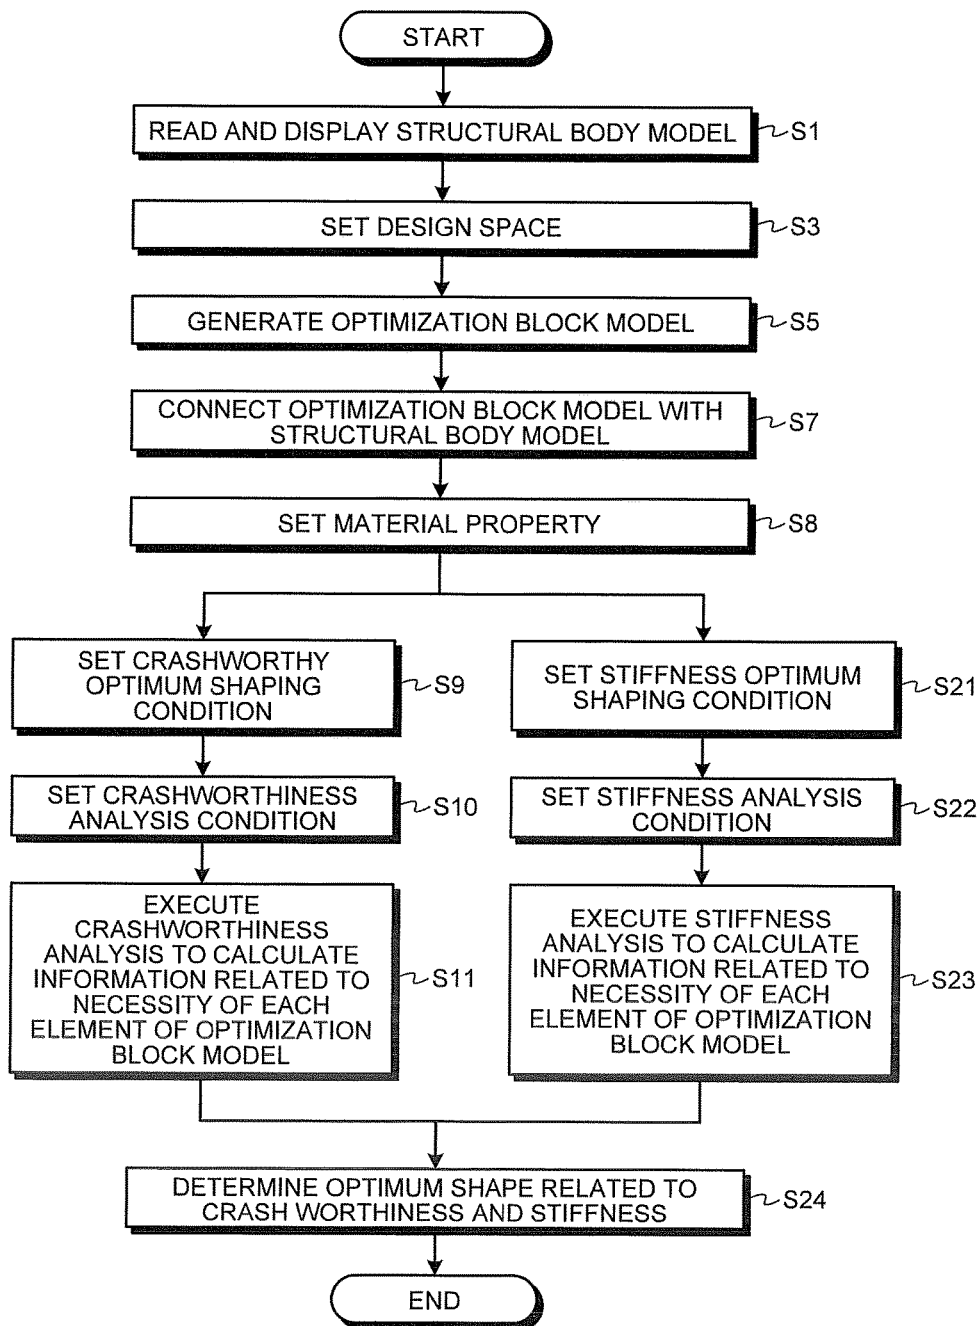 START
READ AND DISPLAY STRUCTURAL BODY MODEL
S1
SET DESIGN SPACE
S3
GENERATE OPTIMIZATION BLOCK MODEL
S5
CONNECT OPTIMIZATION BLOCK MODEL WITH
STRUCTURAL BODY MODEL
S7
SET MATERIAL PROPERTY
S8
SET CRASHWORTHY
OPTIMUM SHAPING
CONDITION
S9
SET CRASHWORTHINESS
ANALYSIS CONDITION
S10
EXECUTE
CRASHWORTHINESS
ANALYSIS TO CALCULATE
INFORMATION RELATED TO
NECESSITY OF EACH
ELEMENT OF OPTIMIZATION
BLOCK MODEL
S11
SET STIFFNESS OPTIMUM
SHAPING CONDITION
S21
SET STIFFNESS ANALYSIS
CONDITION
S22
EXECUTE STIFFNESS
ANALYSIS TO CALCULATE
INFORMATION RELATED TO
NECESSITY OF EACH
ELEMENT OF OPTIMIZATION
BLOCK MODEL
S23
DETERMINE OPTIMUM SHAPE RELATED TO
CRASH WORTHINESS AND STIFFNESS
S24
END